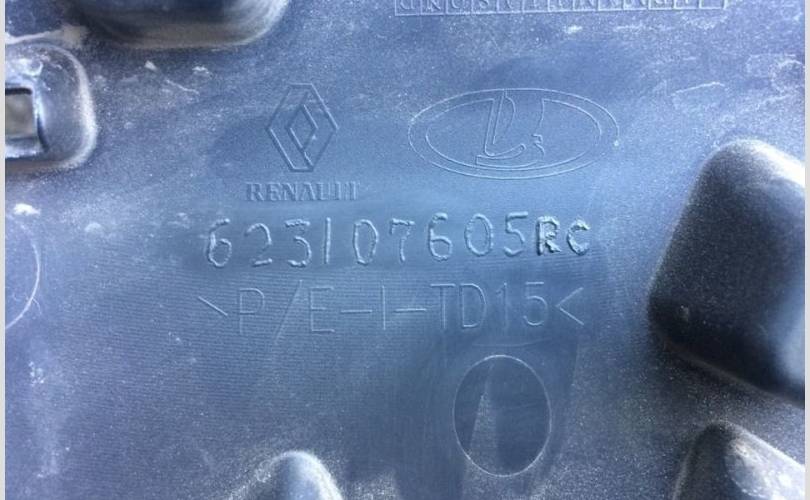 RENAULT
623107605RC
>P/E-I-TD15<